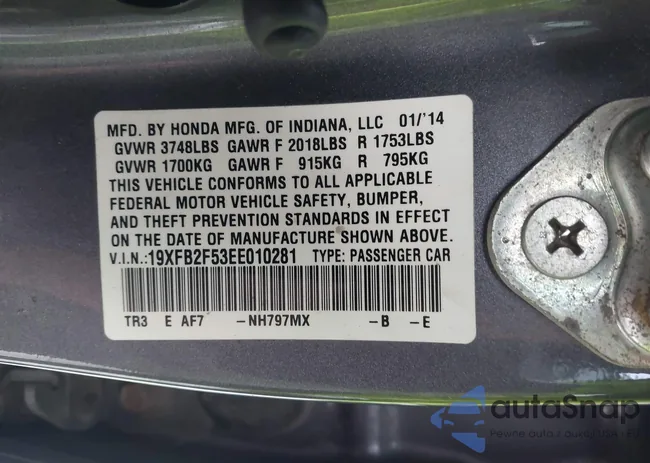 MFD. BY HONDA MFG. OF INDIANA, LLC 01/'14
GVWR 3748LBS GAWR F 2018LBS R 1753LBS
GVWR 1700KG GAWR F 915KG R 795KG
THIS VEHICLE CONFORMS TO ALL APPLICABLE
FEDERAL MOTOR VEHICLE SAFETY, BUMPER,
AND THEFT PREVENTION STANDARDS IN EFFECT
ON THE DATE OF MANUFACTURE SHOWN ABOVE.
V.I.N.:19XFB2F53EE010281 TYPE: PASSENGER CAR
TR3 E AF7 -NH797MX -B -E
autoSnap
Pewne auto z